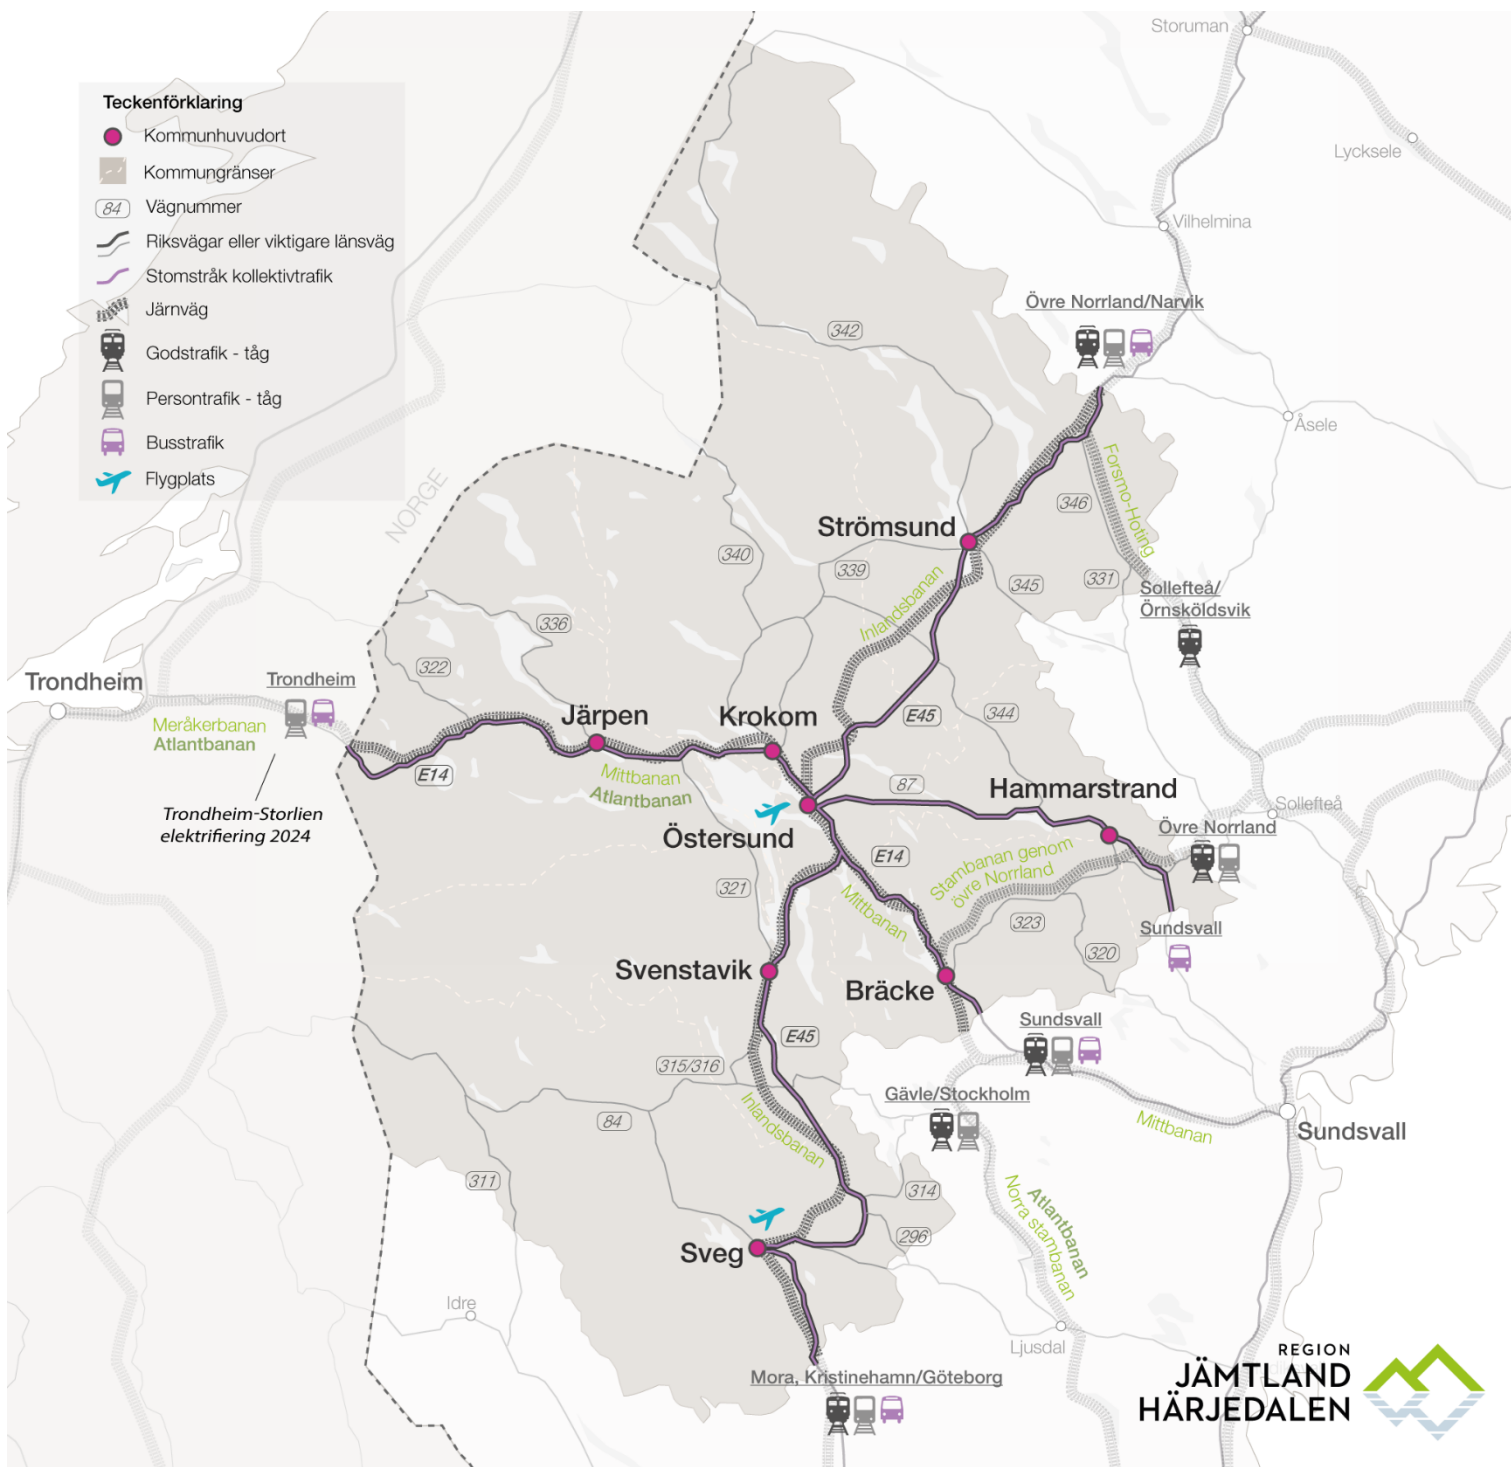 Storuman
Teckenförklaring
Kommunhuvudort
Kommungränser
84 Vägnummer
Riksvägar eller viktigare länsväg
Stomstråk kollektivtrafik
Järnväg
Godstrafik - tåg
Persontrafik - tåg
Busstrafik
Flygplats
Lycksele
Vilhelmina
Övre Norrland/Narvik
342
Åsele
NORGE
Forsmo-Hoting
346
Strömsund
340
339
345
331
Inlandsbanan
Sollefteå/
Örnsköldsvik
336
322
Trondheim
Trondheim
Meråkerbanan
Atlantbanan
Järpen
Krokom
E45
344
E14
Mittbanan
Atlantbanan
87
Hammarstrand
Trondheim-Storlien
elektrifiering 2024
Östersund
Sollefteå
Övre Norrland
E14
Stambanan genom
övre Norrland
321
Mittbanan
323
320
Sundsvall
Svenstavik
Bräcke
E45
Sundsvall
315/316
Gävle/Stockholm
84
Inlandsbanan
Mittbanan
Sundsvall
311
314
Atlantbanan
Norra stambanan
296
Sveg
Idre
Ljusdal
Mora, Kristinehamn/Göteborg
REGION
JÄMTLAND
HÄRJEDALEN